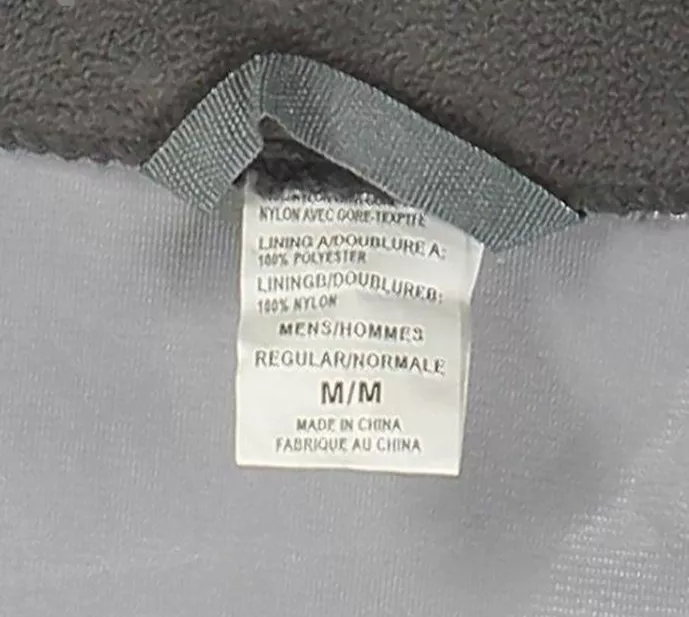 NYLON AVEC GORE-TEXPTFE
LINING A/DOUBLURE A:
100% POLYESTER
LININGB/DOUBLUREB:
100% NYLON
MENS/HOMMES
REGULAR/NORMALE
M/M
MADE IN CHINA
FABRIQUE AU CHINA